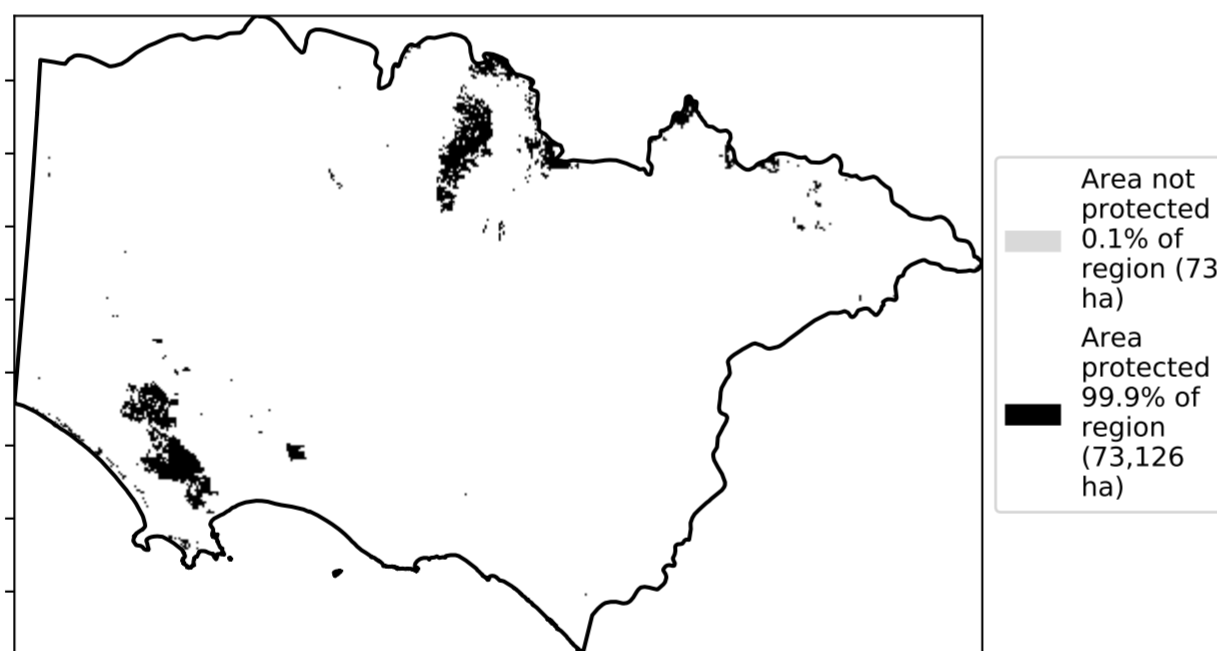 Area not
protected
0.1% of
region (73
ha)
Area
protected
99.9% of
region
(73,126
ha)